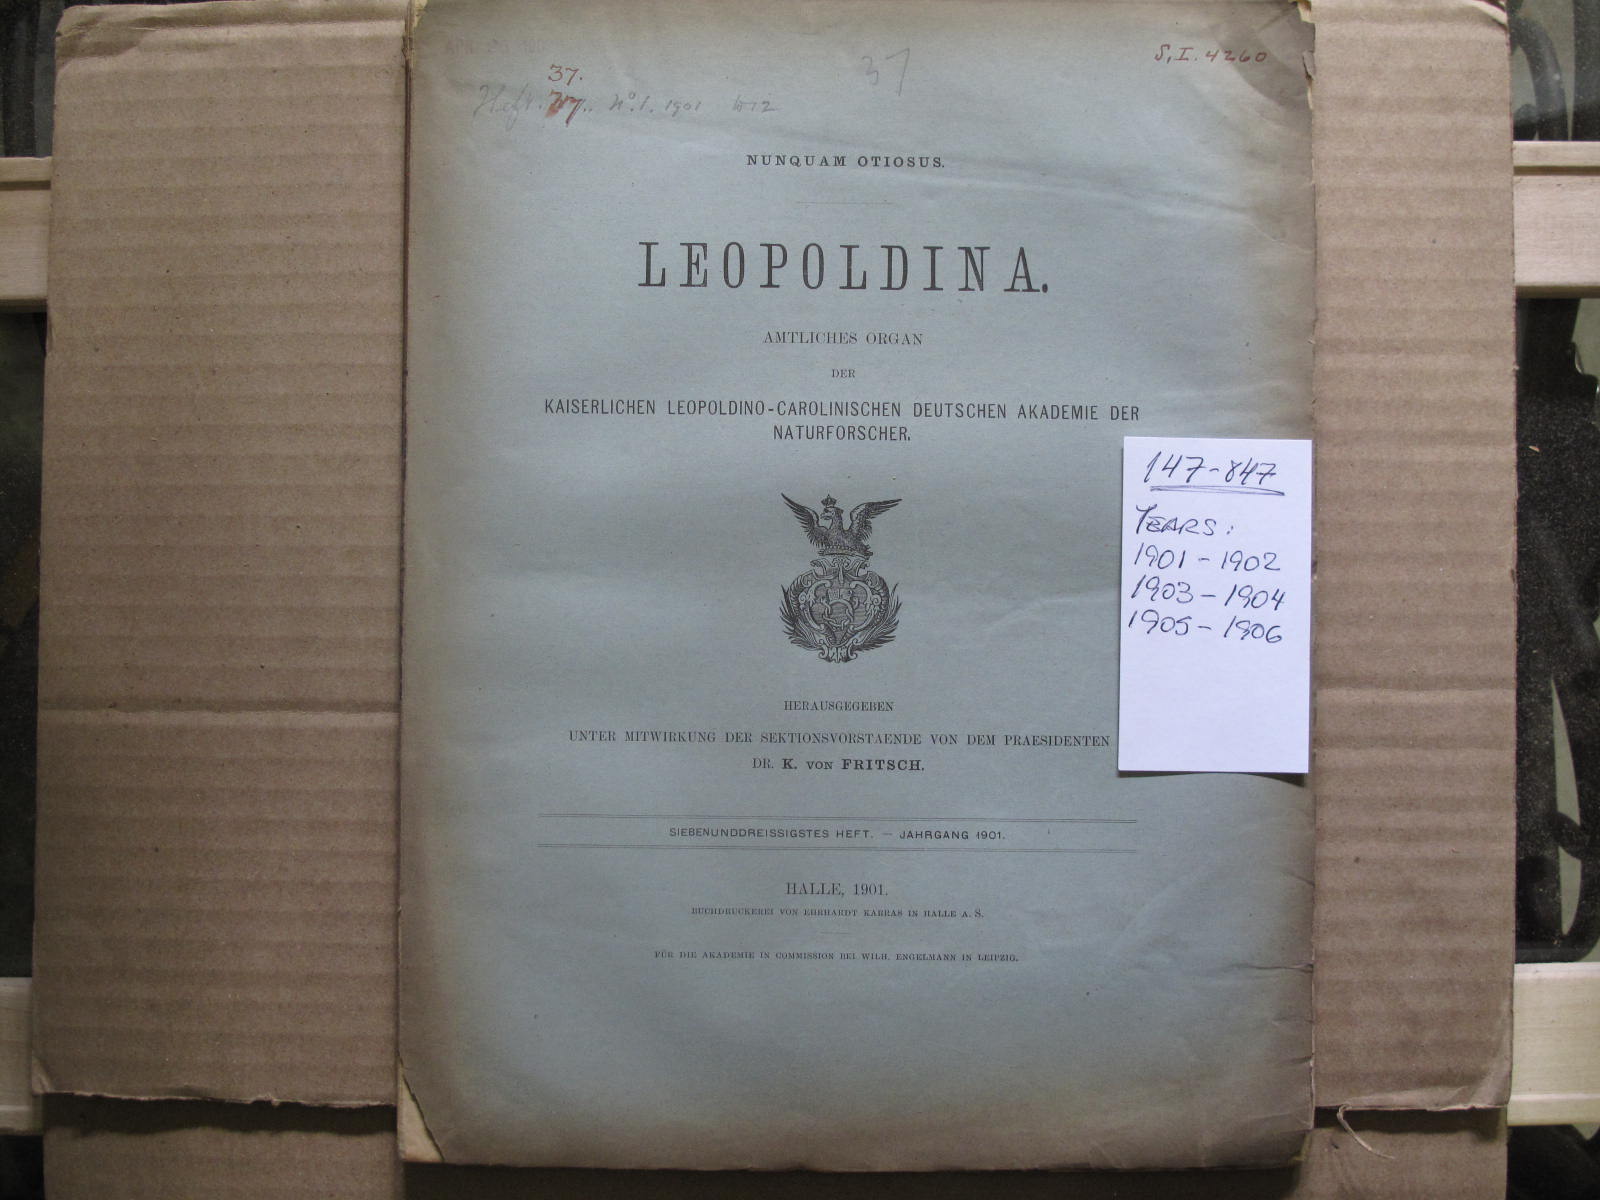 37.
37
S.I. 4260
Heft. No. 1. 1901 to 12
NUNQUAM OTIOSUS.
LEOPOLDINA.
AMTLICHES ORGAN
DER
KAISERLICHEN LEOPOLDINO-CAROLINISCHEN DEUTSCHEN AKADEMIE DER
NATURFORSCHER.
HERAUSGEGEBEN
UNTER MITWIRKUNG DER SEKTIONSVORSTAENDE VON DEM PRAESIDENTEN
DR. K. VON FRITSCH.
SIEBENUNDDREISSIGSTES HEFT. — JAHRGANG 1901.
HALLE, 1901.
BUCHDRUCKEREI VON EHRHARDT KARRAS IN HALLE A. S.
FÜR DIE AKADEMIE IN COMMISSION BEI WILH. ENGELMANN IN LEIPZIG.
147-847
YEARS:
1901 - 1902
1903 - 1904
1905 - 1906